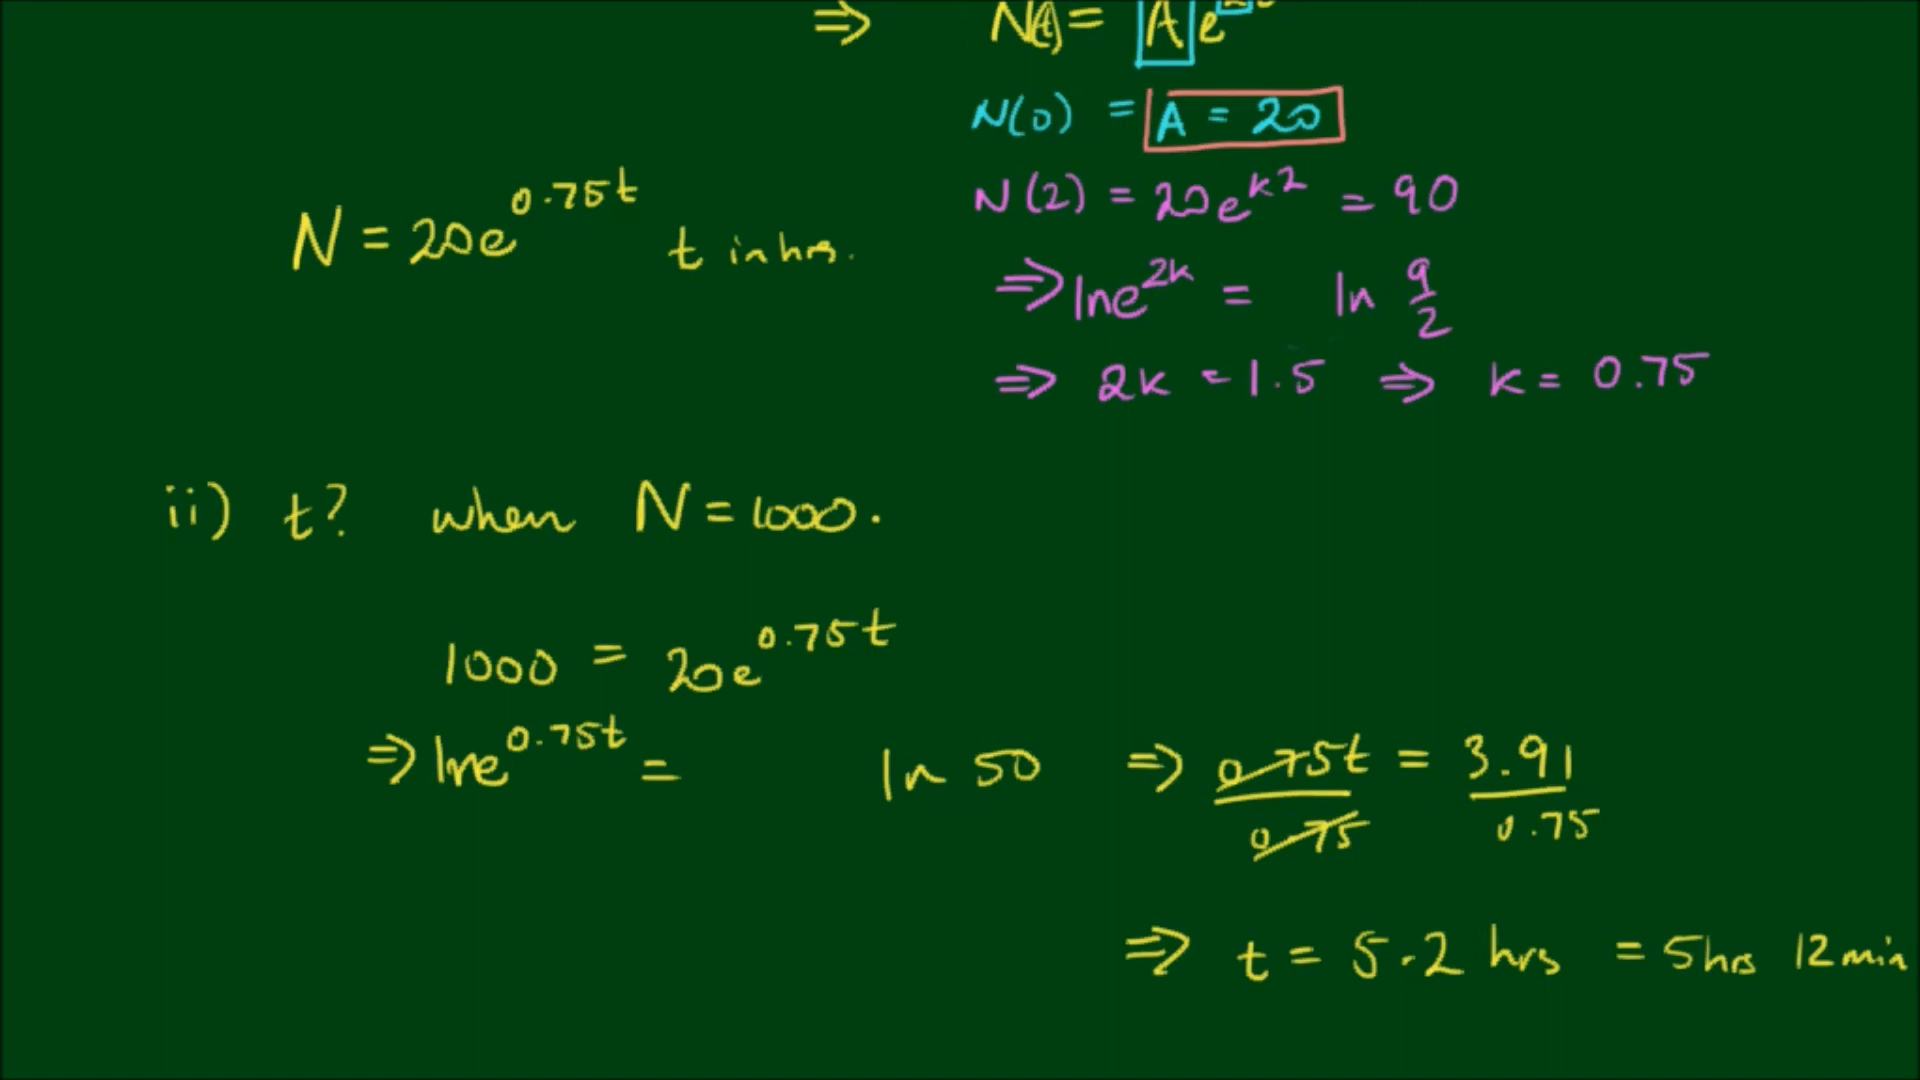 ⇒ N(t) = A e
N(0) = A = 20
N = 20e^0.75t t in hrs.
N(2) = 20e^k2 = 90
⇒ ln e^2k = ln 9/2
⇒ 2k = 1.5 ⇒ k = 0.75
ii) t? when N = 1000.
1000 = 20e^0.75t
⇒ ln e^0.75t = ln 50 ⇒ 0.75t/0.75 = 3.91/0.75
⇒ t = 5.2 hrs = 5hrs 12 min